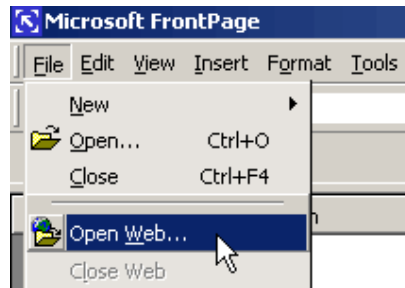 Microsoft FrontPage
File Edit View Insert Format Tools
New
Open... Ctrl+O
Close Ctrl+F4
Open Web...
Close Web